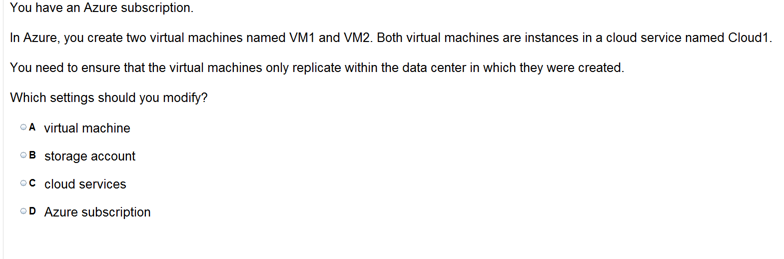 You have an Azure subscription.
In Azure, you create two virtual machines named VM1 and VM2. Both virtual machines are instances in a cloud service named Cloud1.
You need to ensure that the virtual machines only replicate within the data center in which they were created.
Which settings should you modify?
A virtual machine
B storage account
C cloud services
D Azure subscription